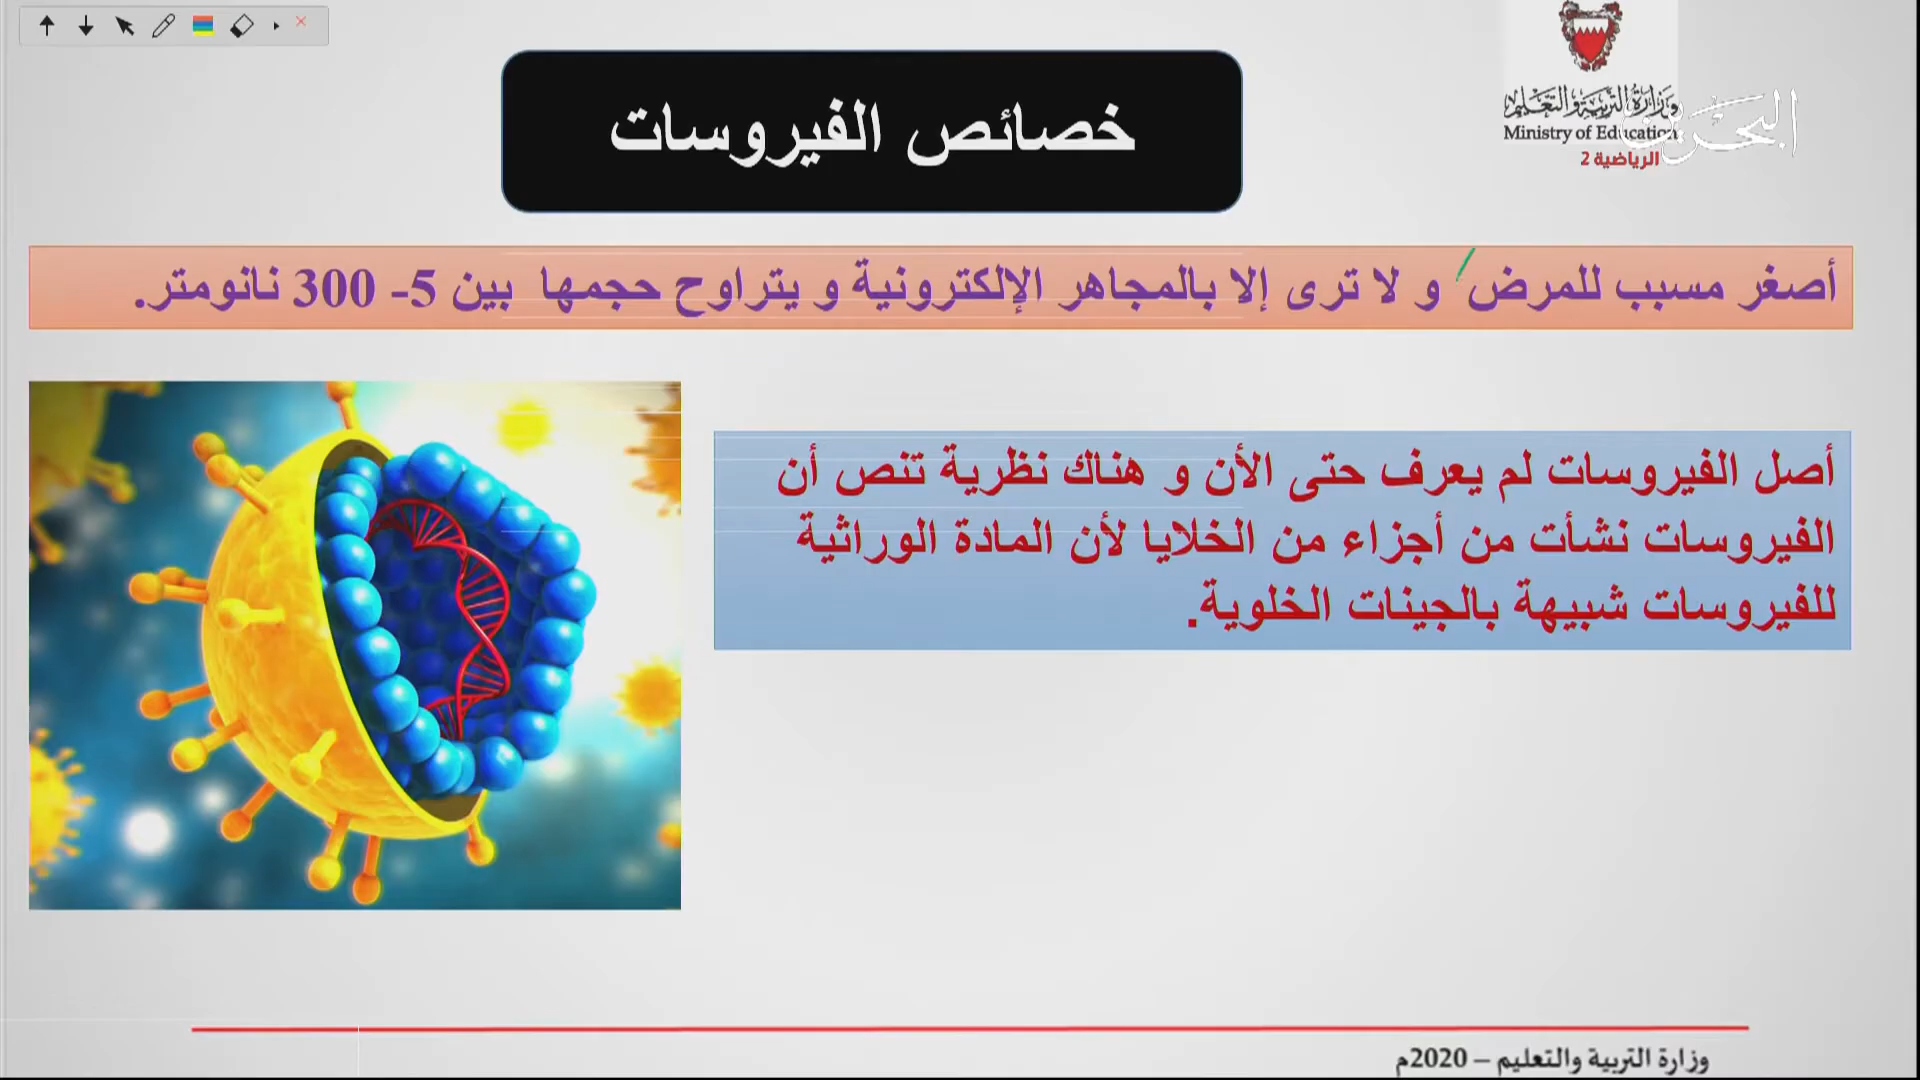 خصائص الفيروسات
وزارة التربية والتعليم
Ministry of Education
البحرين
الرياضية 2
أصغر مسبب للمرض و لا ترى إلا بالمجاهر الإلكترونية و يتراوح حجمها بين 5- 300 نانومتر.
أصل الفيروسات لم يعرف حتى الأن و هناك نظرية تنص أن
الفيروسات نشأت من أجزاء من الخلايا لأن المادة الوراثية
للفيروسات شبيهة بالجينات الخلوية.
وزارة التربية والتعليم – 2020م